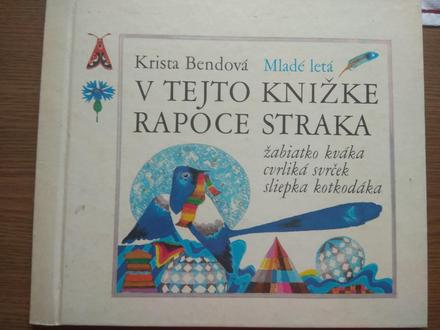 Krista Bendová Mladé letá
V TEJTO KNIŽKE
RAPOCE STRAKA
žabiatko kváka
cvrliká svrček
sliepka kotkodáka